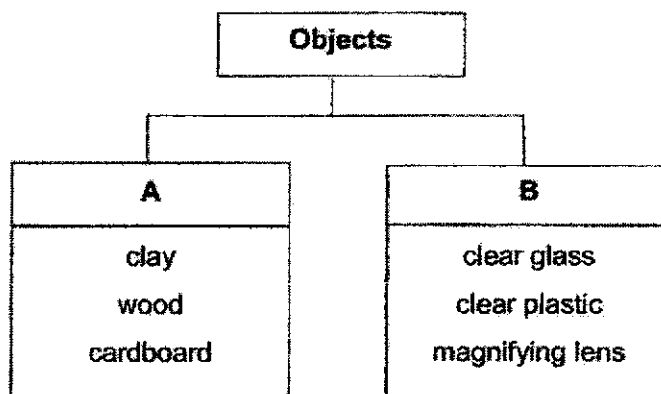 Objects
A
clay
wood
cardboard
B
clear glass
clear plastic
magnifying lens